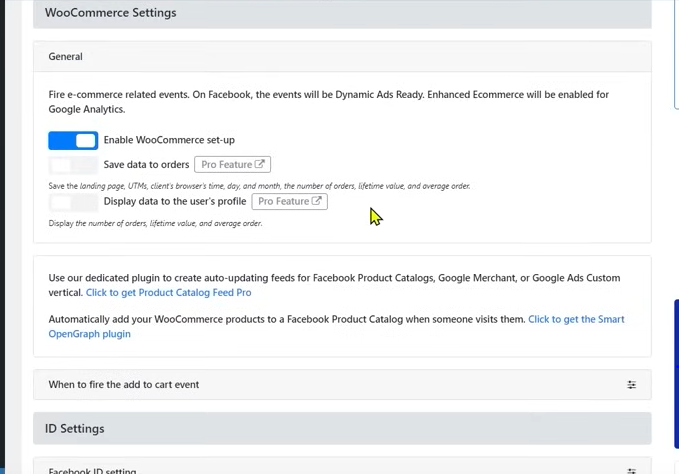 WooCommerce Settings
General
Fire e-commerce related events. On Facebook, the events will be Dynamic Ads Ready. Enhanced Ecommerce will be enabled for
Google Analytics.
Enable WooCommerce set-up
Save data to orders Pro Feature
Save the landing page, UTMs, client's browser's time, day, and month, the number of orders, lifetime value, and average order.
Display data to the user's profile Pro Feature
Display the number of orders, lifetime value, and average order.
Use our dedicated plugin to create auto-updating feeds for Facebook Product Catalogs, Google Merchant, or Google Ads Custom
vertical. Click to get Product Catalog Feed Pro
Automatically add your WooCommerce products to a Facebook Product Catalog when someone visits them. Click to get the Smart
OpenGraph plugin
When to fire the add to cart event
ID Settings
Facebook ID setting